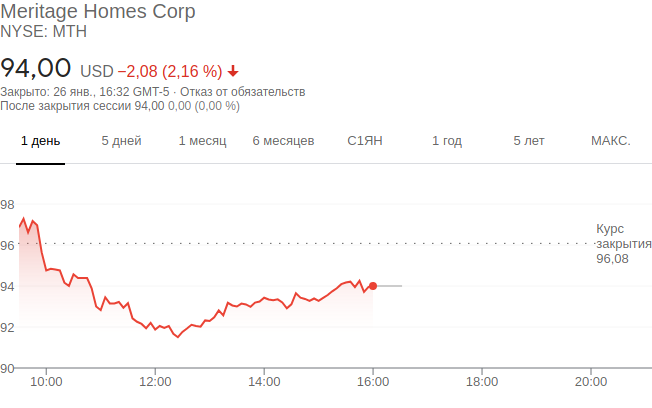 Meritage Homes Corp
NYSE: MTH
94,00 USD −2,08 (2,16 %)
Закрыто: 26 янв., 16:32 GMT-5 · Отказ от обязательств
После закрытия сессии 94,00 0,00 (0,00 %)
1 день 5 дней 1 месяц 6 месяцев С1ЯН 1 год 5 лет МАКС.
98
96
94
92
90
Курс
закрытия
96,08
10:00 12:00 14:00 16:00 18:00 20:00